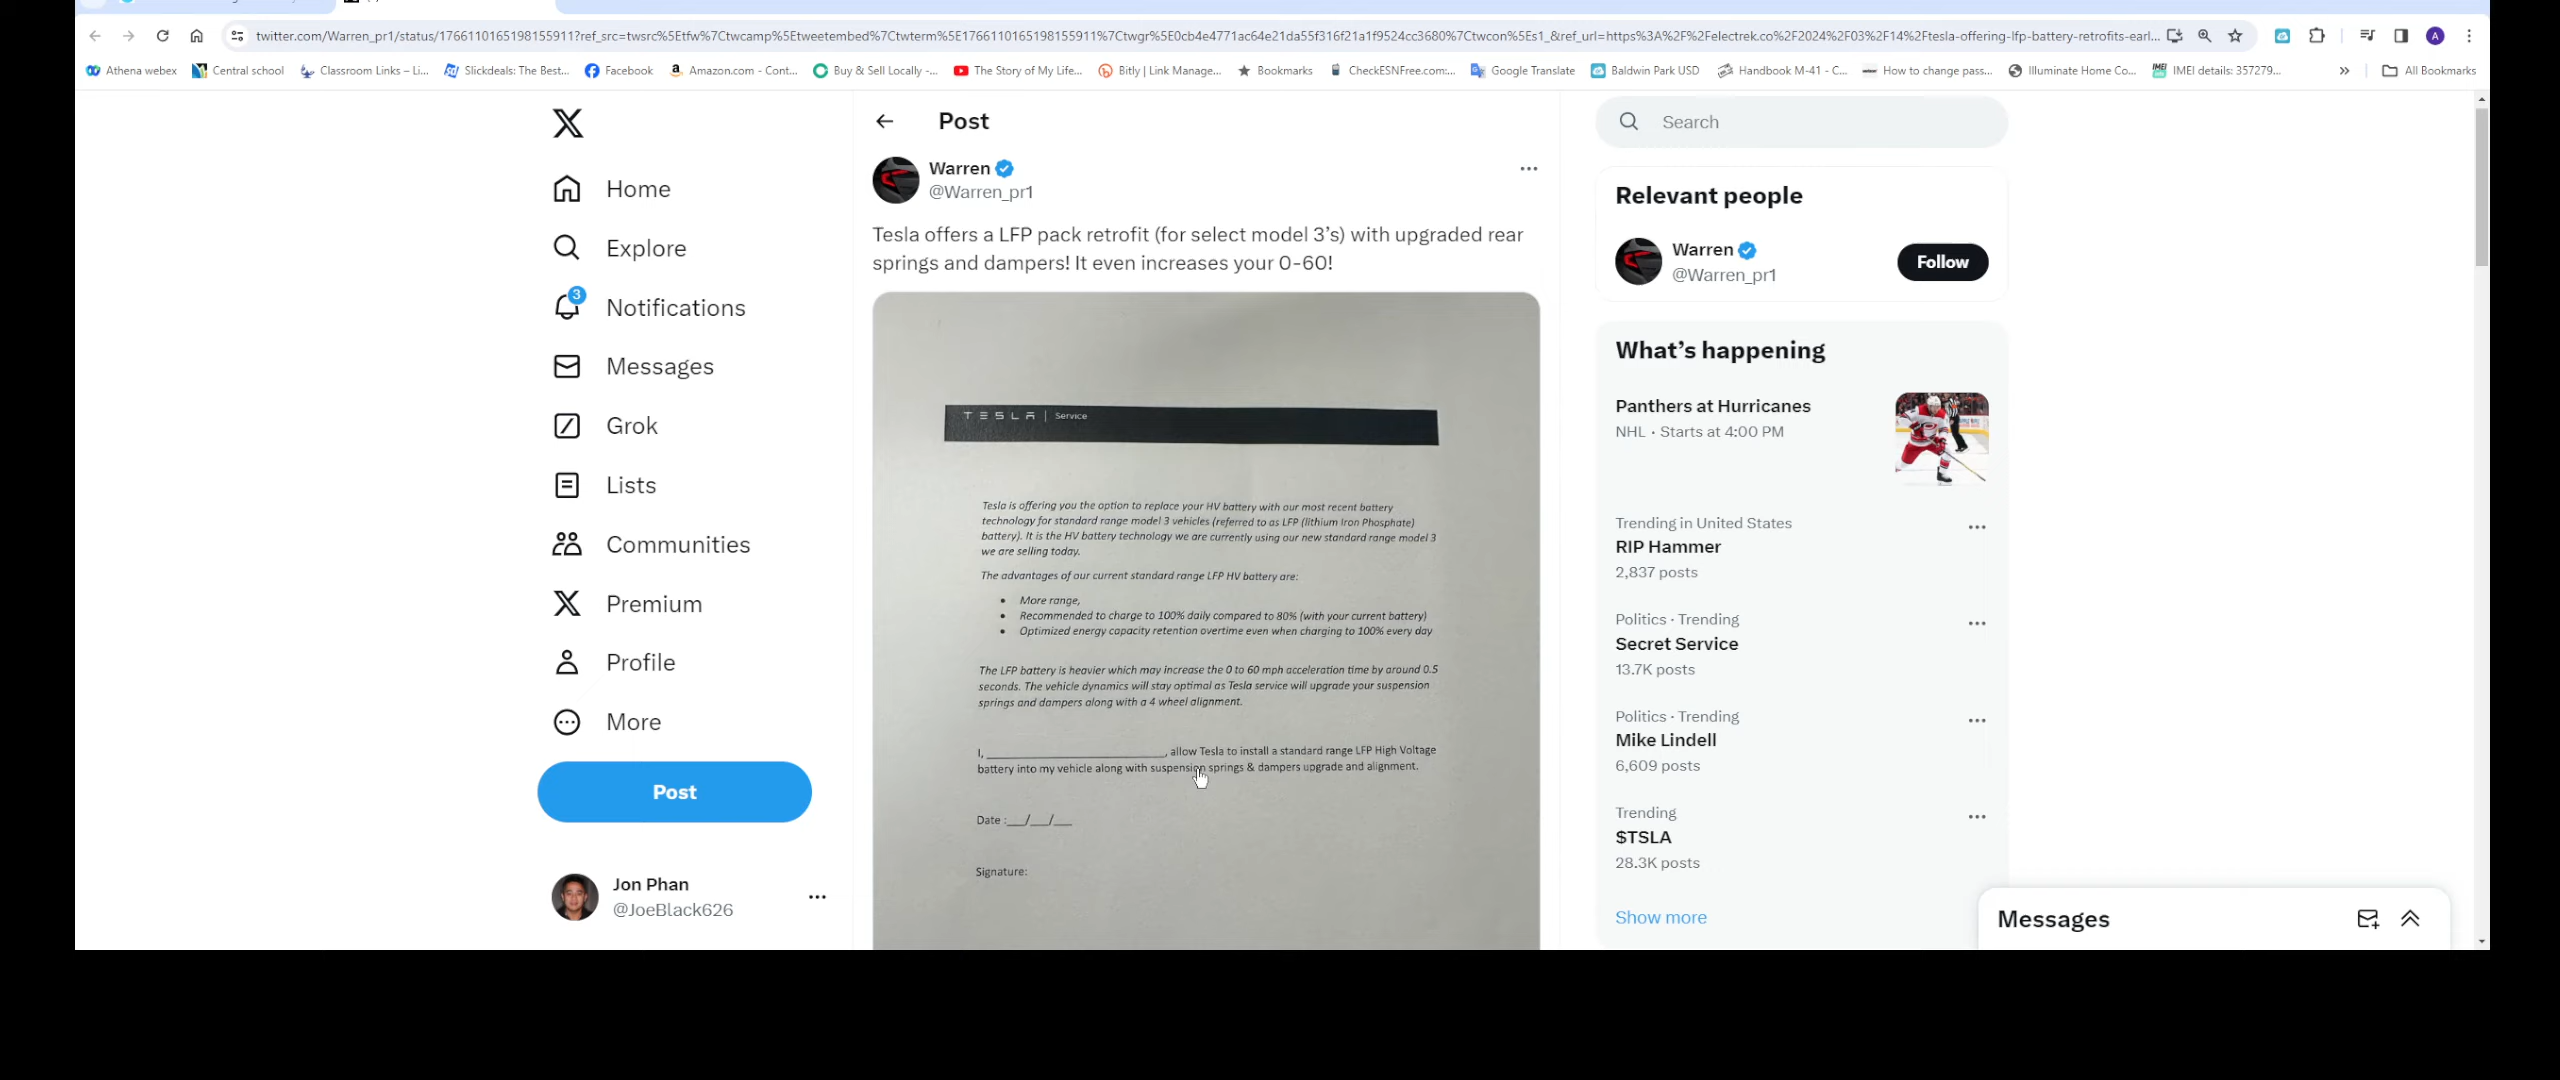 twitter.com/Warren_pr1/status/1766110165198155911?ref_src=twsrc%5Etfw%7Ctwcamp%5Etweetembed%7Ctwterm%5E1766110165198155911%7Ctwgr%5E0cb4e4771ac64e21da55f316f21a1f9524cc3680%7Ctwcon%5Es1_&ref_url=https%3A%2F%2Felectrek.co%2F2024%2F03%2F14%2Ftesla-offering-lfp-battery-retrofits-earl...
Athena webex
Central school
Classroom Links – Li...
Slickdeals: The Best...
Facebook
Amazon.com - Cont...
Buy & Sell Locally -...
The Story of My Life...
Bitly | Link Manage...
Bookmarks
CheckESNFree.com:...
Google Translate
Baldwin Park USD
Handbook M-41 - C...
How to change pass...
Illuminate Home Co...
IMEI details: 357279...
All Bookmarks
X
Home
Explore
3
Notifications
Messages
Grok
Lists
Communities
Premium
Profile
More
Post
Jon Phan
@JoeBlack626
Post
Warren
@Warren_pr1
Tesla offers a LFP pack retrofit (for select model 3’s) with upgraded rear
springs and dampers! It even increases your 0-60!
TESLA | Service
Tesla is offering you the option to replace your HV battery with our most recent battery
technology for standard range model 3 vehicles (referred to as LFP (lithium Iron Phosphate)
battery). It is the HV battery technology we are currently using our new standard range model 3
we are selling today.
The advantages of our current standard range LFP HV battery are:
• More range,
• Recommended to charge to 100% daily compared to 80% (with your current battery)
• Optimized energy capacity retention overtime even when charging to 100% every day
The LFP battery is heavier which may increase the 0 to 60 mph acceleration time by around 0.5
seconds. The vehicle dynamics will stay optimal as Tesla service will upgrade your suspension
springs and dampers along with a 4 wheel alignment.
I, ____________________________, allow Tesla to install a standard range LFP High Voltage
battery into my vehicle along with suspension springs & dampers upgrade and alignment.
Date :___/___/___
Signature:
Search
Relevant people
Warren
@Warren_pr1
Follow
What’s happening
Panthers at Hurricanes
NHL · Starts at 4:00 PM
Trending in United States
RIP Hammer
2,837 posts
Politics · Trending
Secret Service
13.7K posts
Politics · Trending
Mike Lindell
6,609 posts
Trending
$TSLA
28.3K posts
Show more
Messages